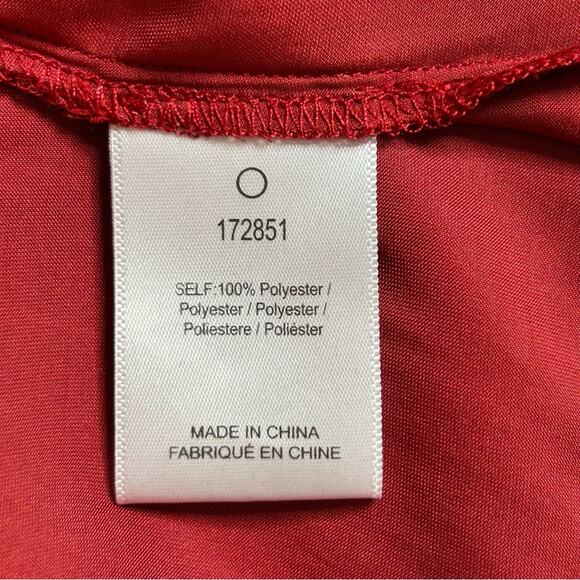 172851
SELF:100% Polyester /
Polyester / Polyester /
Poliestere / Poliéster
MADE IN CHINA
FABRIQUÉ EN CHINE